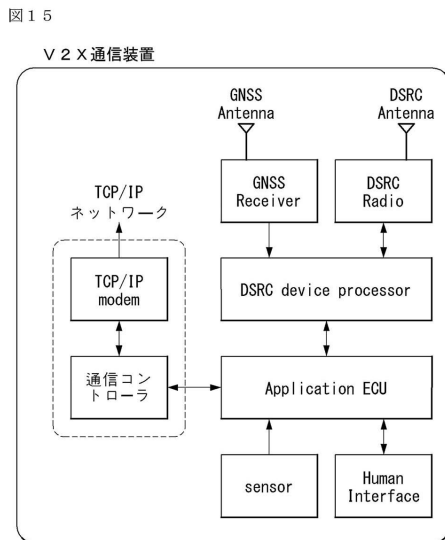 図１５
Ｖ２Ｘ通信装置
GNSS
Antenna
DSRC
Antenna
GNSS
Receiver
DSRC
Radio
TCP/IP
ネットワーク
TCP/IP
modem
DSRC device processor
通信コン
トローラ
Application ECU
sensor
Human
Interface